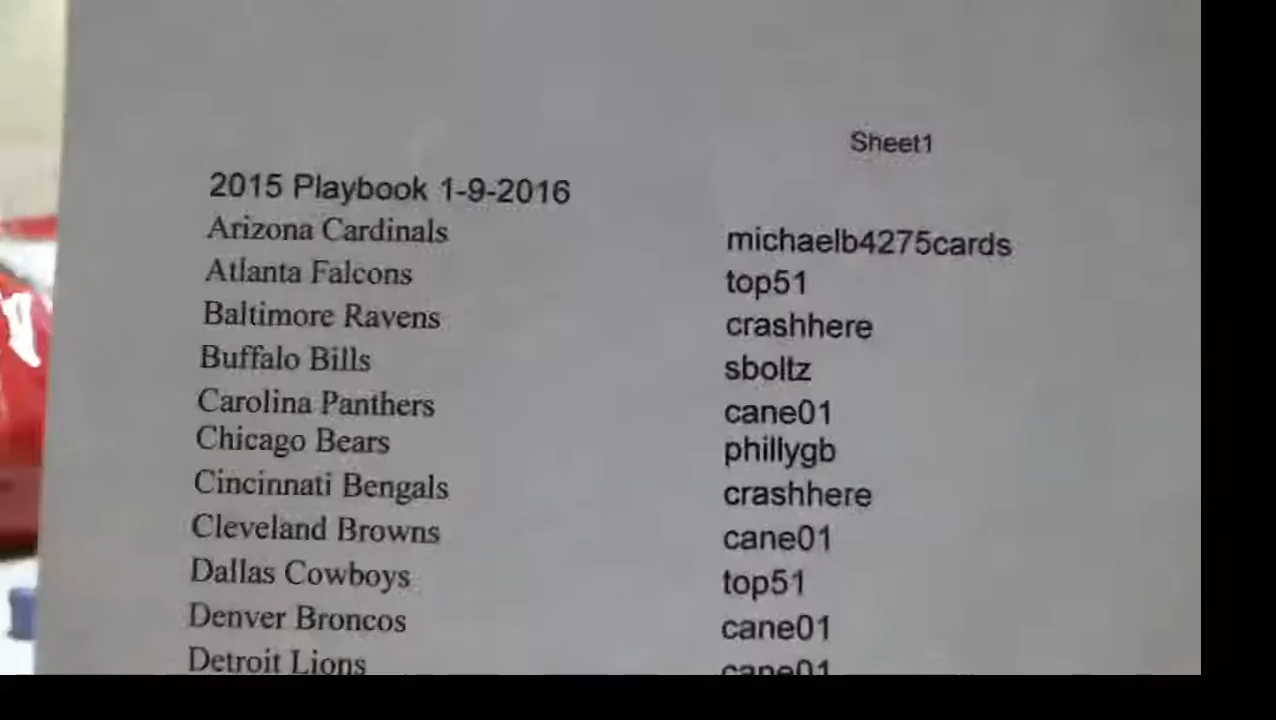 Sheet1
2015 Playbook 1-9-2016
Arizona Cardinals michaelb4275cards
Atlanta Falcons top51
Baltimore Ravens crashhere
Buffalo Bills sboltz
Carolina Panthers cane01
Chicago Bears phillygb
Cincinnati Bengals crashhere
Cleveland Browns cane01
Dallas Cowboys top51
Denver Broncos cane01
Detroit Lions cane01